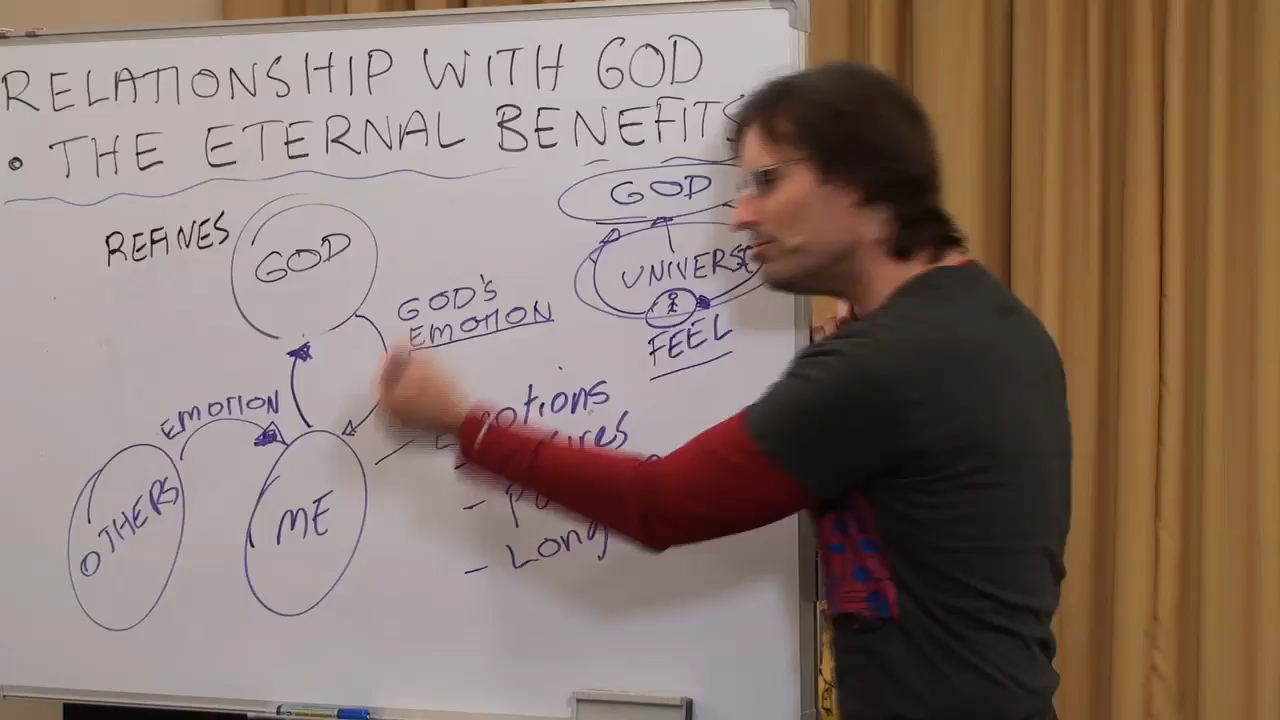 RELATIONSHIP WITH GOD
• THE ETERNAL BENEFITS
REFINES
GOD
GOD'S
EMOTION
EMOTION
OTHERS
ME
GOD
UNIVERSE
FEEL
-
-
- Long